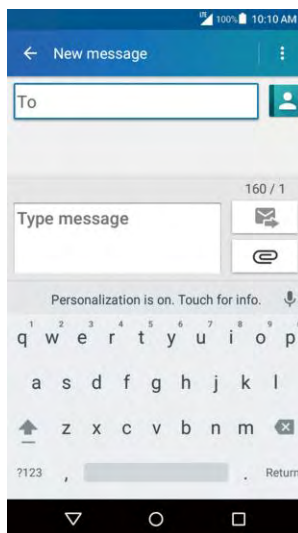 LTE 100% 10:10 AM
New message
To
160 / 1
Type message
Personalization is on. Touch for info.
1 2 3 4 5 6 7 8 9
q w e r t y u i o p
a s d f g h j k l
z x c v b n m
?123 , . Return